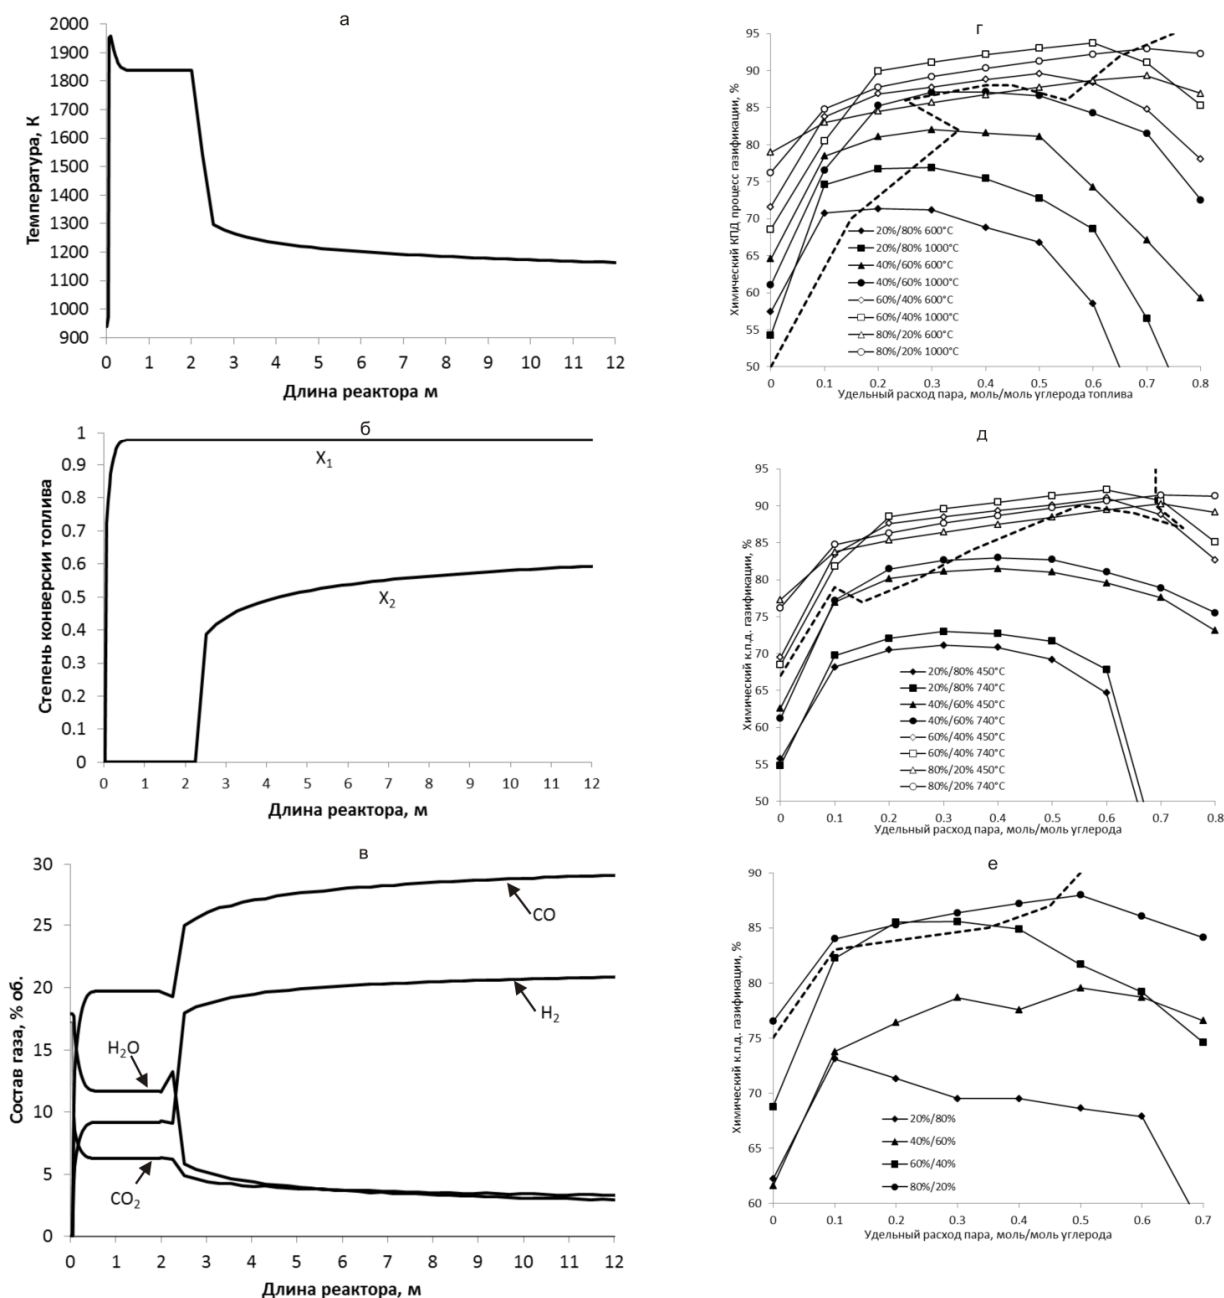 а
2000
1900
1800
1700
1600
1500
1400
1300
1200
1100
1000
900
Температура, К
0 1 2 3 4 5 6 7 8 9 10 11 12
Длина реактора м
б
1
0.9
0.8
0.7
0.6
0.5
0.4
0.3
0.2
0.1
0
Степень конверсии топлива
X1
X2
0 1 2 3 4 5 6 7 8 9 10 11 12
Длина реактора, м
в
30
25
20
15
10
5
0
Состав газа, % об.
CO
H2
H2O
CO2
0 1 2 3 4 5 6 7 8 9 10 11 12
Длина реактора, м
г
95
90
85
80
75
70
65
60
55
50
Химический КПД процесс газификации, %
20%/80% 600°C
20%/80% 1000°C
40%/60% 600°C
40%/60% 1000°C
60%/40% 600°C
60%/40% 1000°C
80%/20% 600°C
80%/20% 1000°C
0 0.1 0.2 0.3 0.4 0.5 0.6 0.7 0.8
Удельный расход пара, моль/моль углерода топлива
д
95
90
85
80
75
70
65
60
55
50
Химический к.п.д. газификации, %
20%/80% 450°C
20%/80% 740°C
40%/60% 450°C
40%/60% 740°C
60%/40% 450°C
60%/40% 740°C
80%/20% 450°C
80%/20% 740°C
0 0.1 0.2 0.3 0.4 0.5 0.6 0.7 0.8
Удельный расход пара, моль/моль углерода
е
90
85
80
75
70
65
60
Химический к.п.д. газификации, %
20%/80%
40%/60%
60%/40%
80%/20%
0 0.1 0.2 0.3 0.4 0.5 0.6 0.7
Удельный расход пара, моль/моль углерода